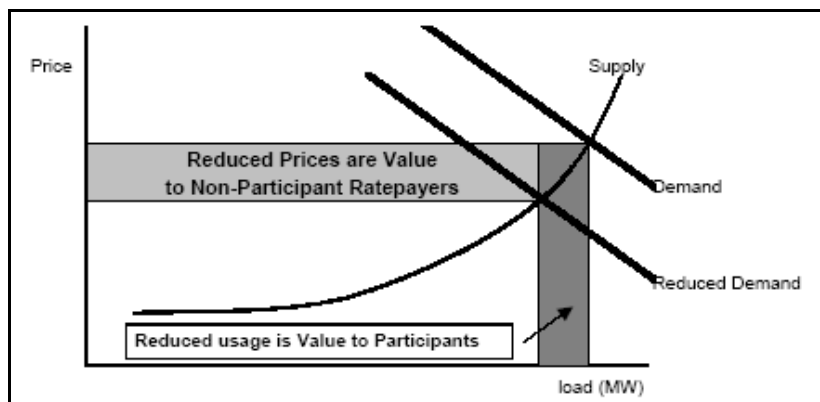 Price
Supply
Reduced Prices are Value
to Non-Participant Ratepayers
Demand
Reduced Demand
Reduced usage is Value to Participants
load (MW)